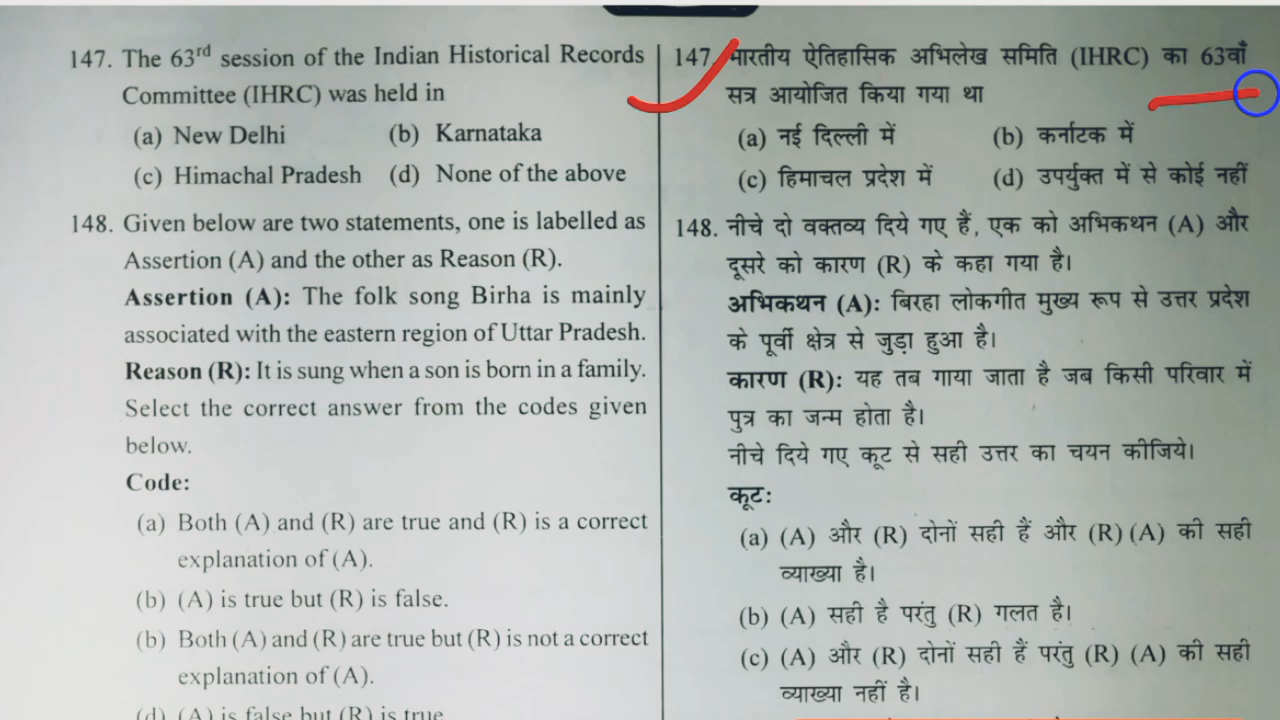 147. The 63rd session of the Indian Historical Records
Committee (IHRC) was held in
(a) New Delhi (b) Karnataka
(c) Himachal Pradesh (d) None of the above
148. Given below are two statements, one is labelled as
Assertion (A) and the other as Reason (R).
Assertion (A): The folk song Birha is mainly
associated with the eastern region of Uttar Pradesh.
Reason (R): It is sung when a son is born in a family.
Select the correct answer from the codes given
below.
Code:
(a) Both (A) and (R) are true and (R) is a correct
explanation of (A).
(b) (A) is true but (R) is false.
(b) Both (A) and (R) are true but (R) is not a correct
explanation of (A).
(d) (A) is false but (R) is true
147. भारतीय ऐतिहासिक अभिलेख समिति (IHRC) का 63वाँ
सत्र आयोजित किया गया था
(a) नई दिल्ली में (b) कर्नाटक में
(c) हिमाचल प्रदेश में (d) उपर्युक्त में से कोई नहीं
148. नीचे दो वक्तव्य दिये गए हैं, एक को अभिकथन (A) और
दूसरे को कारण (R) के कहा गया है।
अभिकथन (A): बिरहा लोकगीत मुख्य रूप से उत्तर प्रदेश
के पूर्वी क्षेत्र से जुड़ा हुआ है।
कारण (R): यह तब गाया जाता है जब किसी परिवार में
पुत्र का जन्म होता है।
नीचे दिये गए कूट से सही उत्तर का चयन कीजिये।
कूट:
(a) (A) और (R) दोनों सही हैं और (R) (A) की सही
व्याख्या है।
(b) (A) सही है परंतु (R) गलत है।
(c) (A) और (R) दोनों सही हैं परंतु (R) (A) की सही
व्याख्या नहीं है।